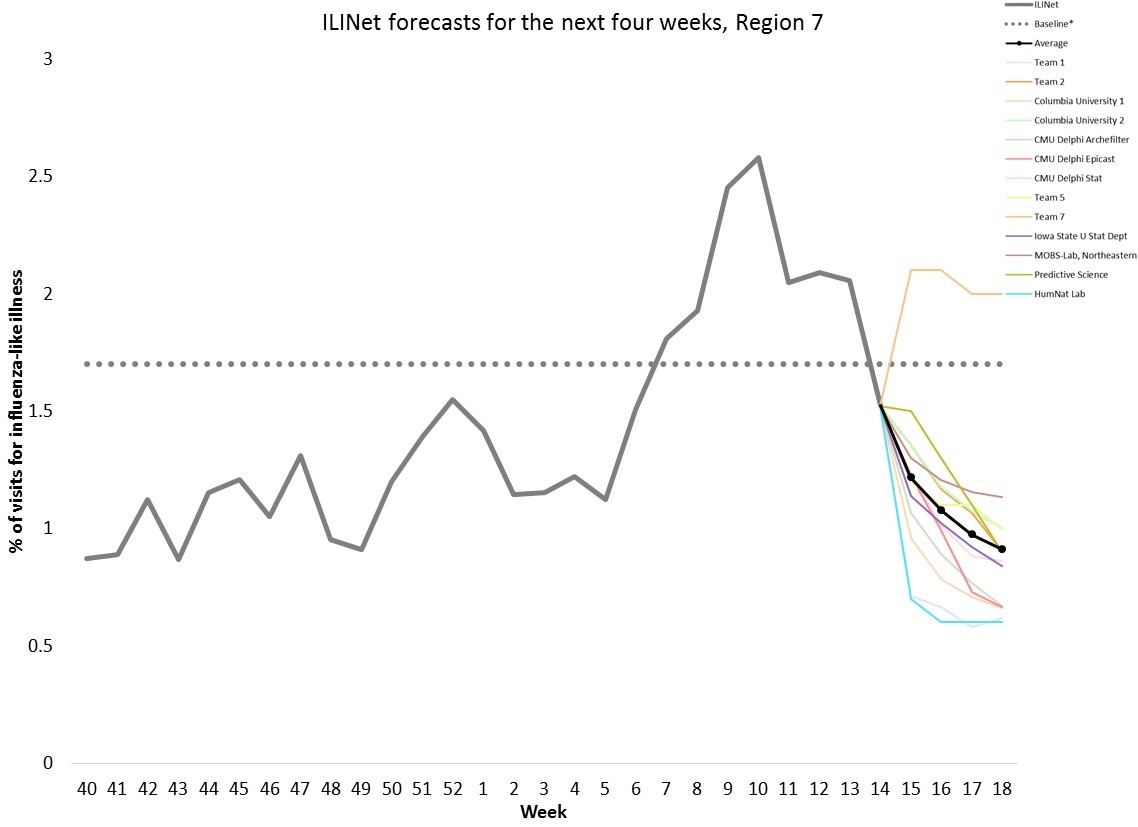 ILINet forecasts for the next four weeks, Region 7
ILINet
Baseline*
Average
Team 1
Team 2
Columbia University 1
Columbia University 2
CMU Delphi Archefilter
CMU Delphi Epicast
CMU Delphi Stat
Team 5
Team 7
Iowa State U Stat Dept
MOBS-Lab, Northeastern
Predictive Science
HumNat Lab
% of visits for influenza-like illness
3
2.5
2
1.5
1
0.5
0
40 41 42 43 44 45 46 47 48 49 50 51 52 1 2 3 4 5 6 7 8 9 10 11 12 13 14 15 16 17 18
Week